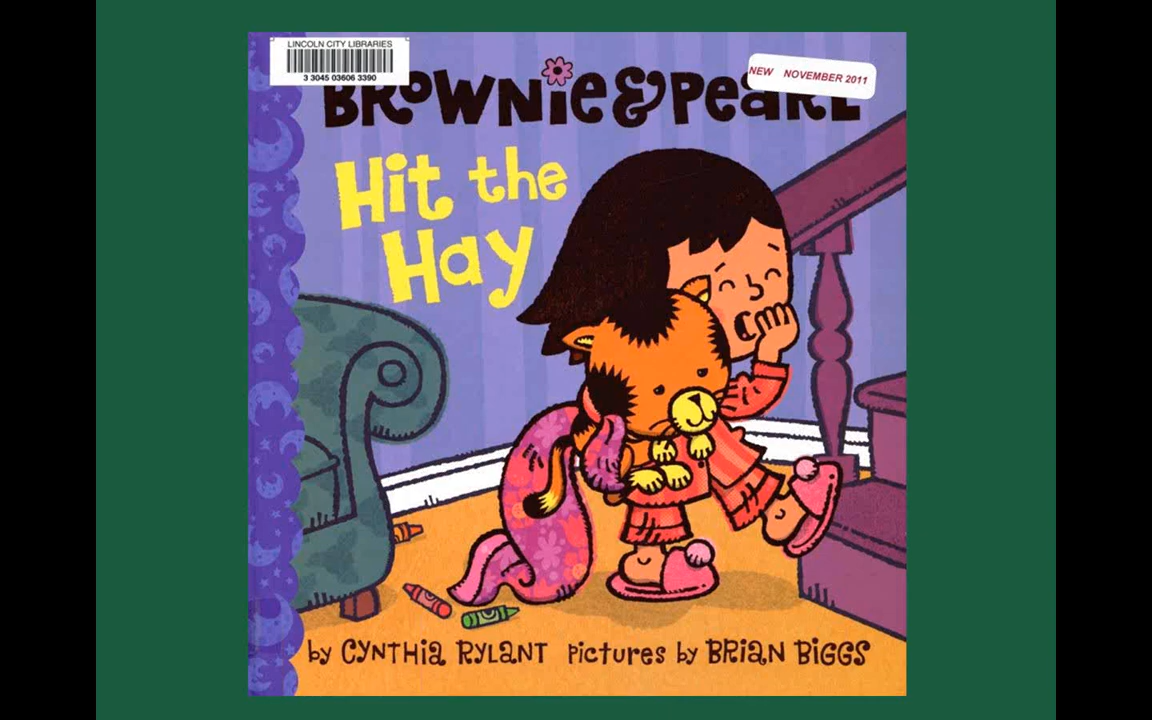 LINCOLN CITY LIBRARIES
3 3045 03606 3390
NEW NOVEMBER 2011
BROWNIE & PEARL
Hit the
Hay
by CYNTHIA RYLANT pictures by BRIAN BIGGS